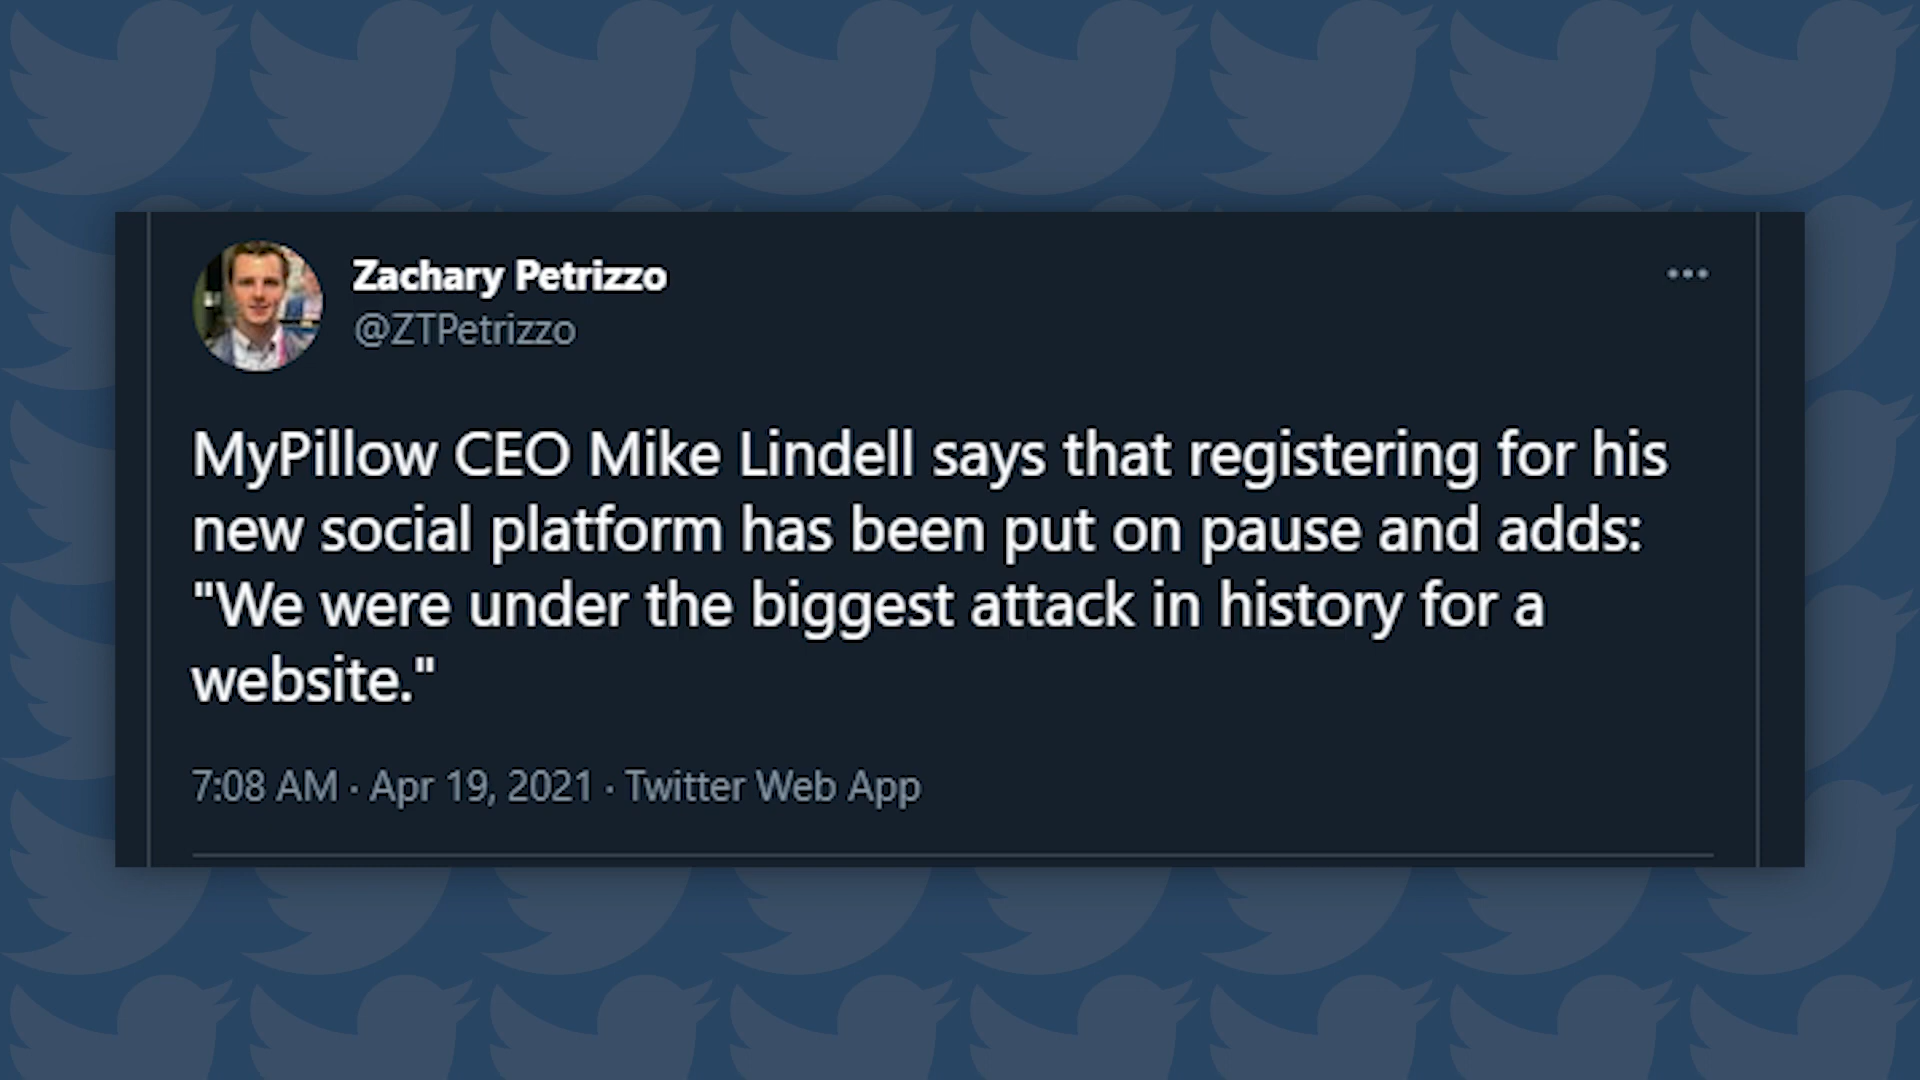 Zachary Petrizzo
@ZTPetrizzo
MyPillow CEO Mike Lindell says that registering for his
new social platform has been put on pause and adds:
"We were under the biggest attack in history for a
website."
7:08 AM · Apr 19, 2021 · Twitter Web App